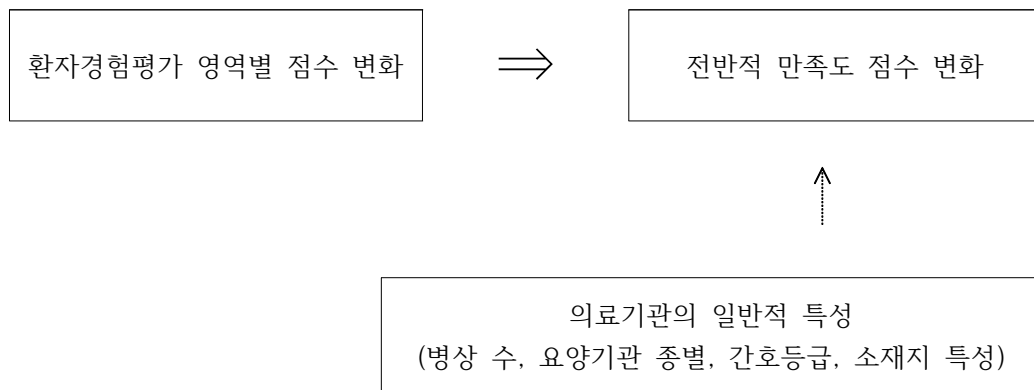 환자경험평가 영역별 점수 변화
전반적 만족도 점수 변화
의료기관의 일반적 특성
(병상 수, 요양기관 종별, 간호등급, 소재지 특성)